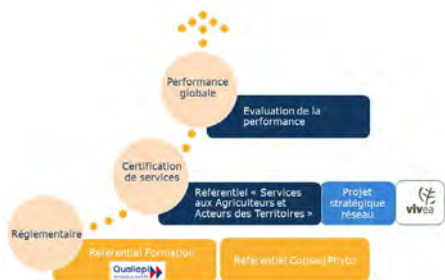 Performance
globale
Evaluation de la
performance
Certification
de services
Référentiel « Services
aux Agriculteurs et
Acteurs des Territoires »
Projet
stratégique
réseau
vivea
Réglementaire
Référentiel Formation
Qualiopi
Référentiel Conseil Phyto